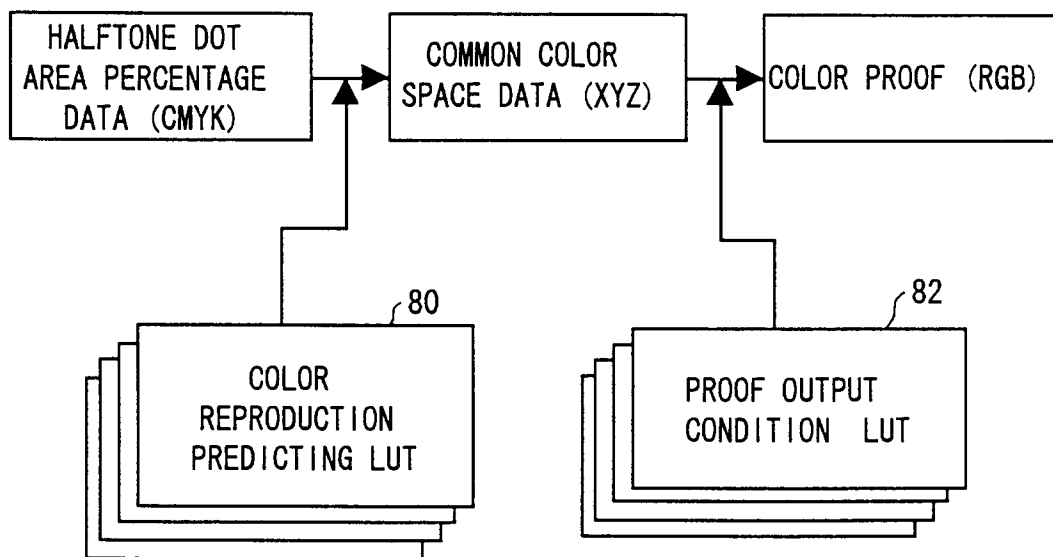 HALFTONE DOT
AREA PERCENTAGE
DATA (CMYK)
COMMON COLOR
SPACE DATA (XYZ)
COLOR PROOF (RGB)
80
COLOR
REPRODUCTION
PREDICTING LUT
82
PROOF OUTPUT
CONDITION LUT